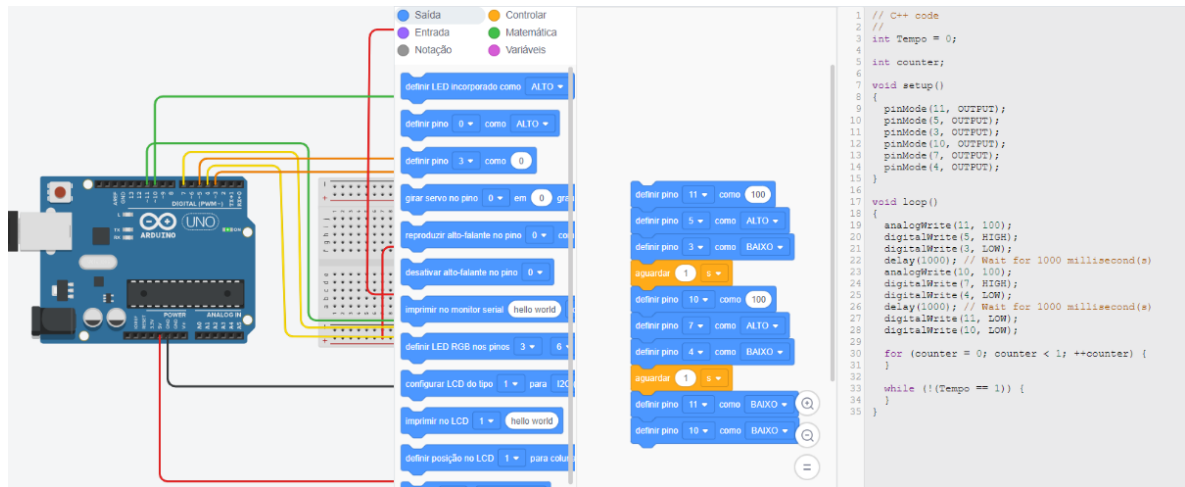 Saída
Controlar
Entrada
Matemática
Notação
Variáveis
definir LED incorporado como ALTO
definir pino 0 como ALTO
definir pino 3 como 0
girar servo no pino 0 em 0
reproduzir alto-falante no pino 0
desativar alto-falante no pino 0
imprimir no monitor serial hello world
definir LED RGB nos pinos 3 6
configurar LCD do tipo 1 para
imprimir no LCD 1 hello world
definir posição no LCD 1 para
definir pino 11 como 100
definir pino 5 como ALTO
definir pino 3 como BAIXO
aguardar 1 s
definir pino 10 como 100
definir pino 7 como ALTO
definir pino 4 como BAIXO
aguardar 1 s
definir pino 11 como BAIXO
definir pino 10 como BAIXO
1 // C++ code
2 //
3 int Tempo = 0;
4
5 int counter;
6
7 void setup()
8 {
9 pinMode(11, OUTPUT);
10 pinMode(5, OUTPUT);
11 pinMode(3, OUTPUT);
12 pinMode(10, OUTPUT);
13 pinMode(7, OUTPUT);
14 pinMode(4, OUTPUT);
15 }
16
17 void loop()
18 {
19 analogWrite(11, 100);
20 digitalWrite(5, HIGH);
21 digitalWrite(3, LOW);
22 delay(1000); // Wait for 1000 millisecond(s)
23 analogWrite(10, 100);
24 digitalWrite(7, HIGH);
25 digitalWrite(4, LOW);
26 delay(1000); // Wait for 1000 millisecond(s)
27 digitalWrite(11, LOW);
28 digitalWrite(10, LOW);
29
30 for (counter = 0; counter < 1; ++counter) {
31 }
32
33 while (!(Tempo == 1)) {
34 }
35 }
DIGITAL (PWM~)
UNO
ARDUINO
POWER
ANALOG IN